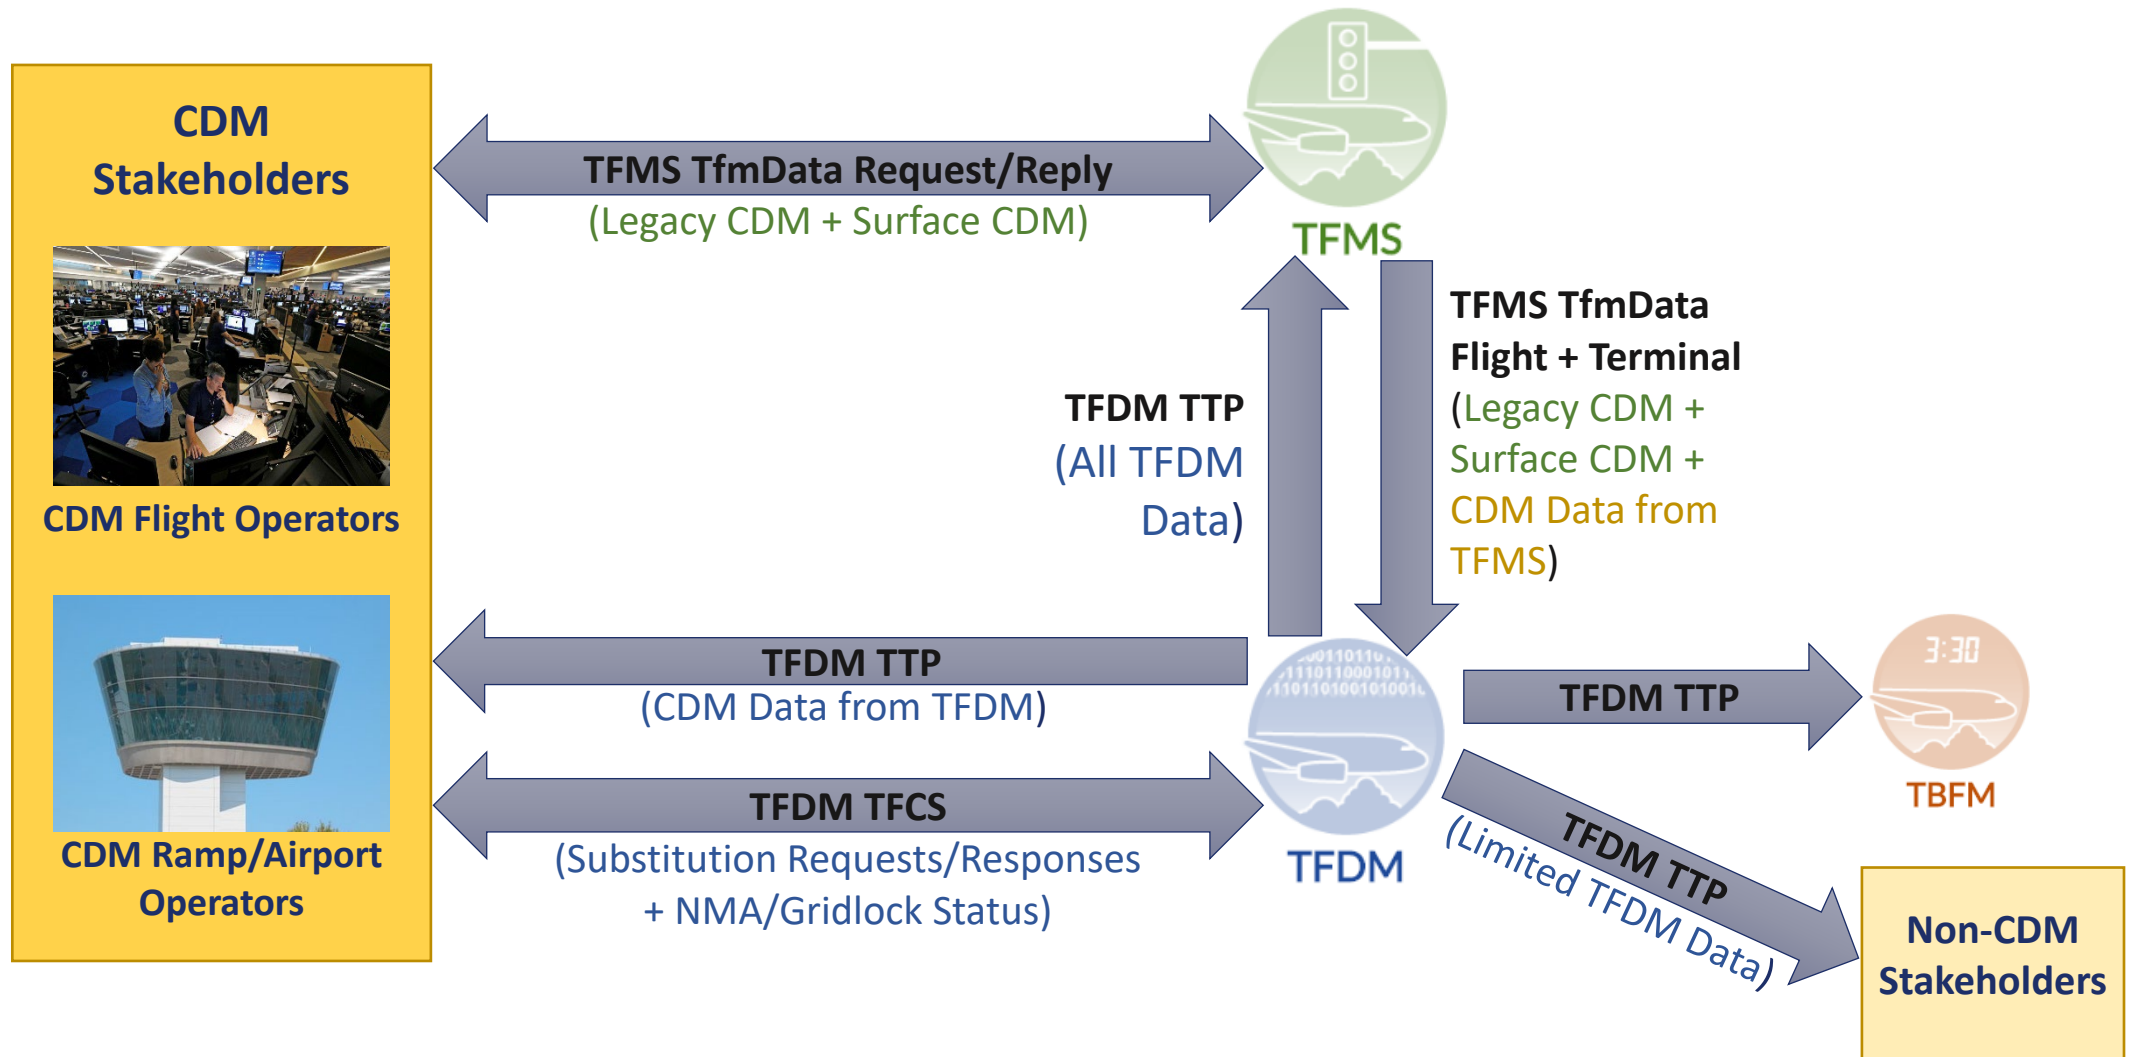 CDM
Stakeholders
CDM Flight Operators
CDM Ramp/Airport
Operators
TFMS TfmData Request/Reply
(Legacy CDM + Surface CDM)
TFMS
TFDM TTP
(All TFDM
Data)
TFMS TfmData
Flight + Terminal
(Legacy CDM +
Surface CDM +
CDM Data from
TFMS)
TFDM TTP
(CDM Data from TFDM)
TFDM TFCS
(Substitution Requests/Responses
+ NMA/Gridlock Status)
TFDM
TFDM TTP
3:30
TBFM
TFDM TTP
(Limited TFDM Data)
Non-CDM
Stakeholders